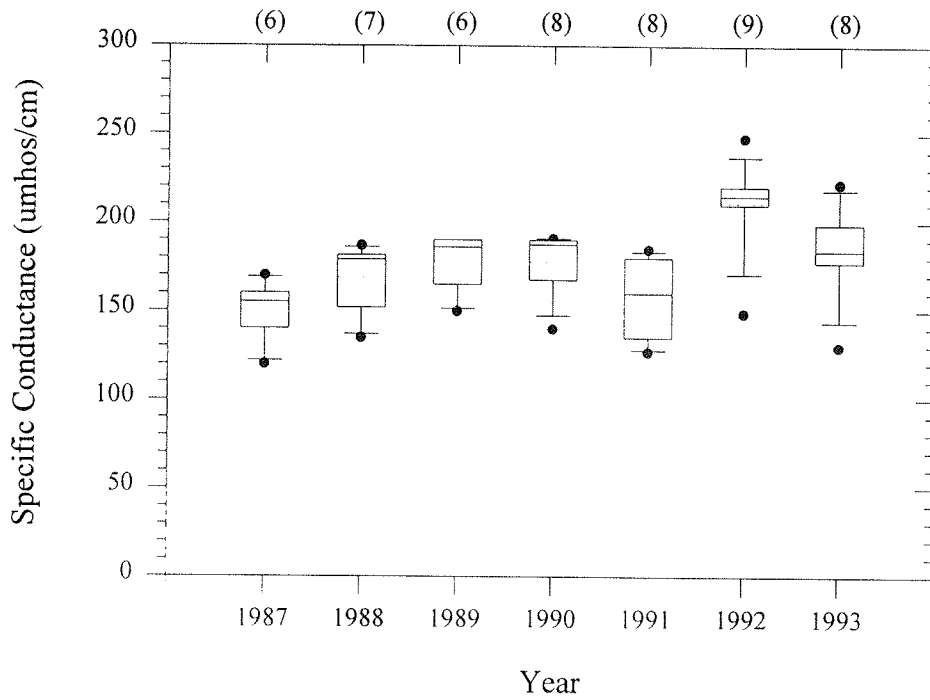 (6) (7) (6) (8) (8) (9) (8)
300
250
200
150
100
50
0
Specific Conductance (umhos/cm)
1987 1988 1989 1990 1991 1992 1993
Year